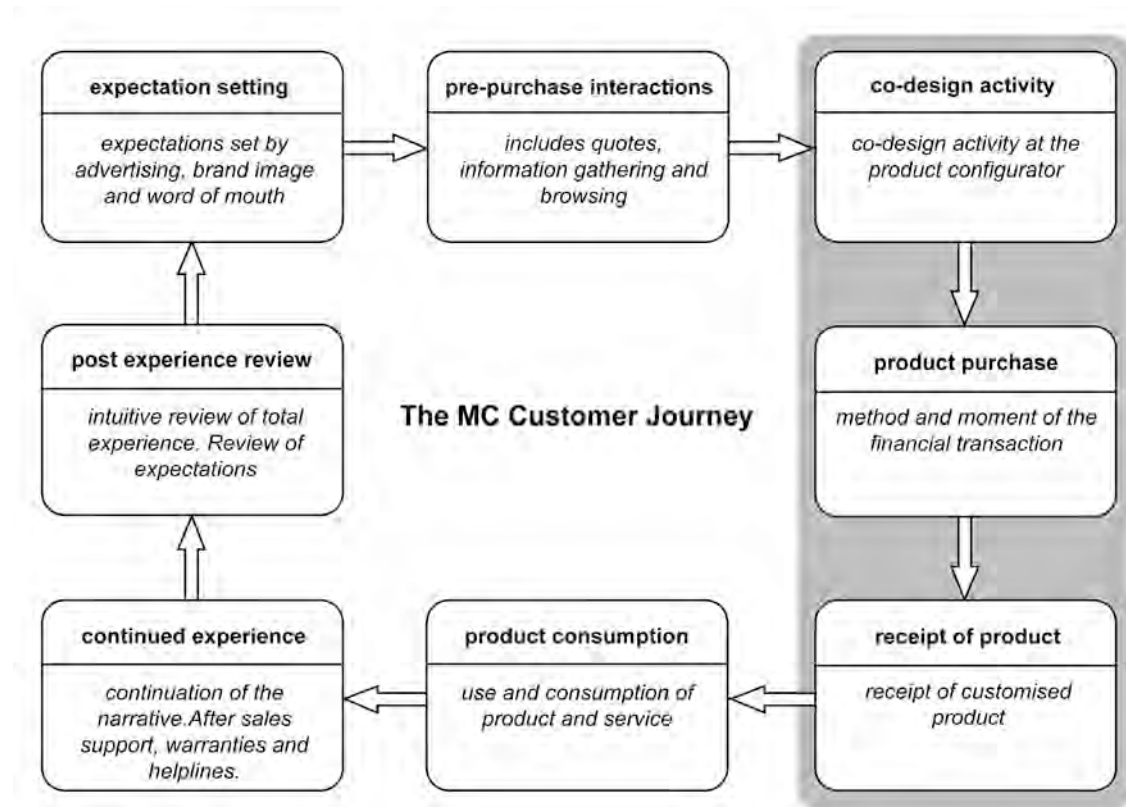 expectation setting
expectations set by
advertising, brand image
and word of mouth
pre-purchase interactions
includes quotes,
information gathering and
browsing
co-design activity
co-design activity at the
product configurator
post experience review
intuitive review of total
experience. Review of
expectations
The MC Customer Journey
product purchase
method and moment of the
financial transaction
continued experience
continuation of the
narrative.After sales
support, warranties and
helplines.
product consumption
use and consumption of
product and service
receipt of product
receipt of customised
product